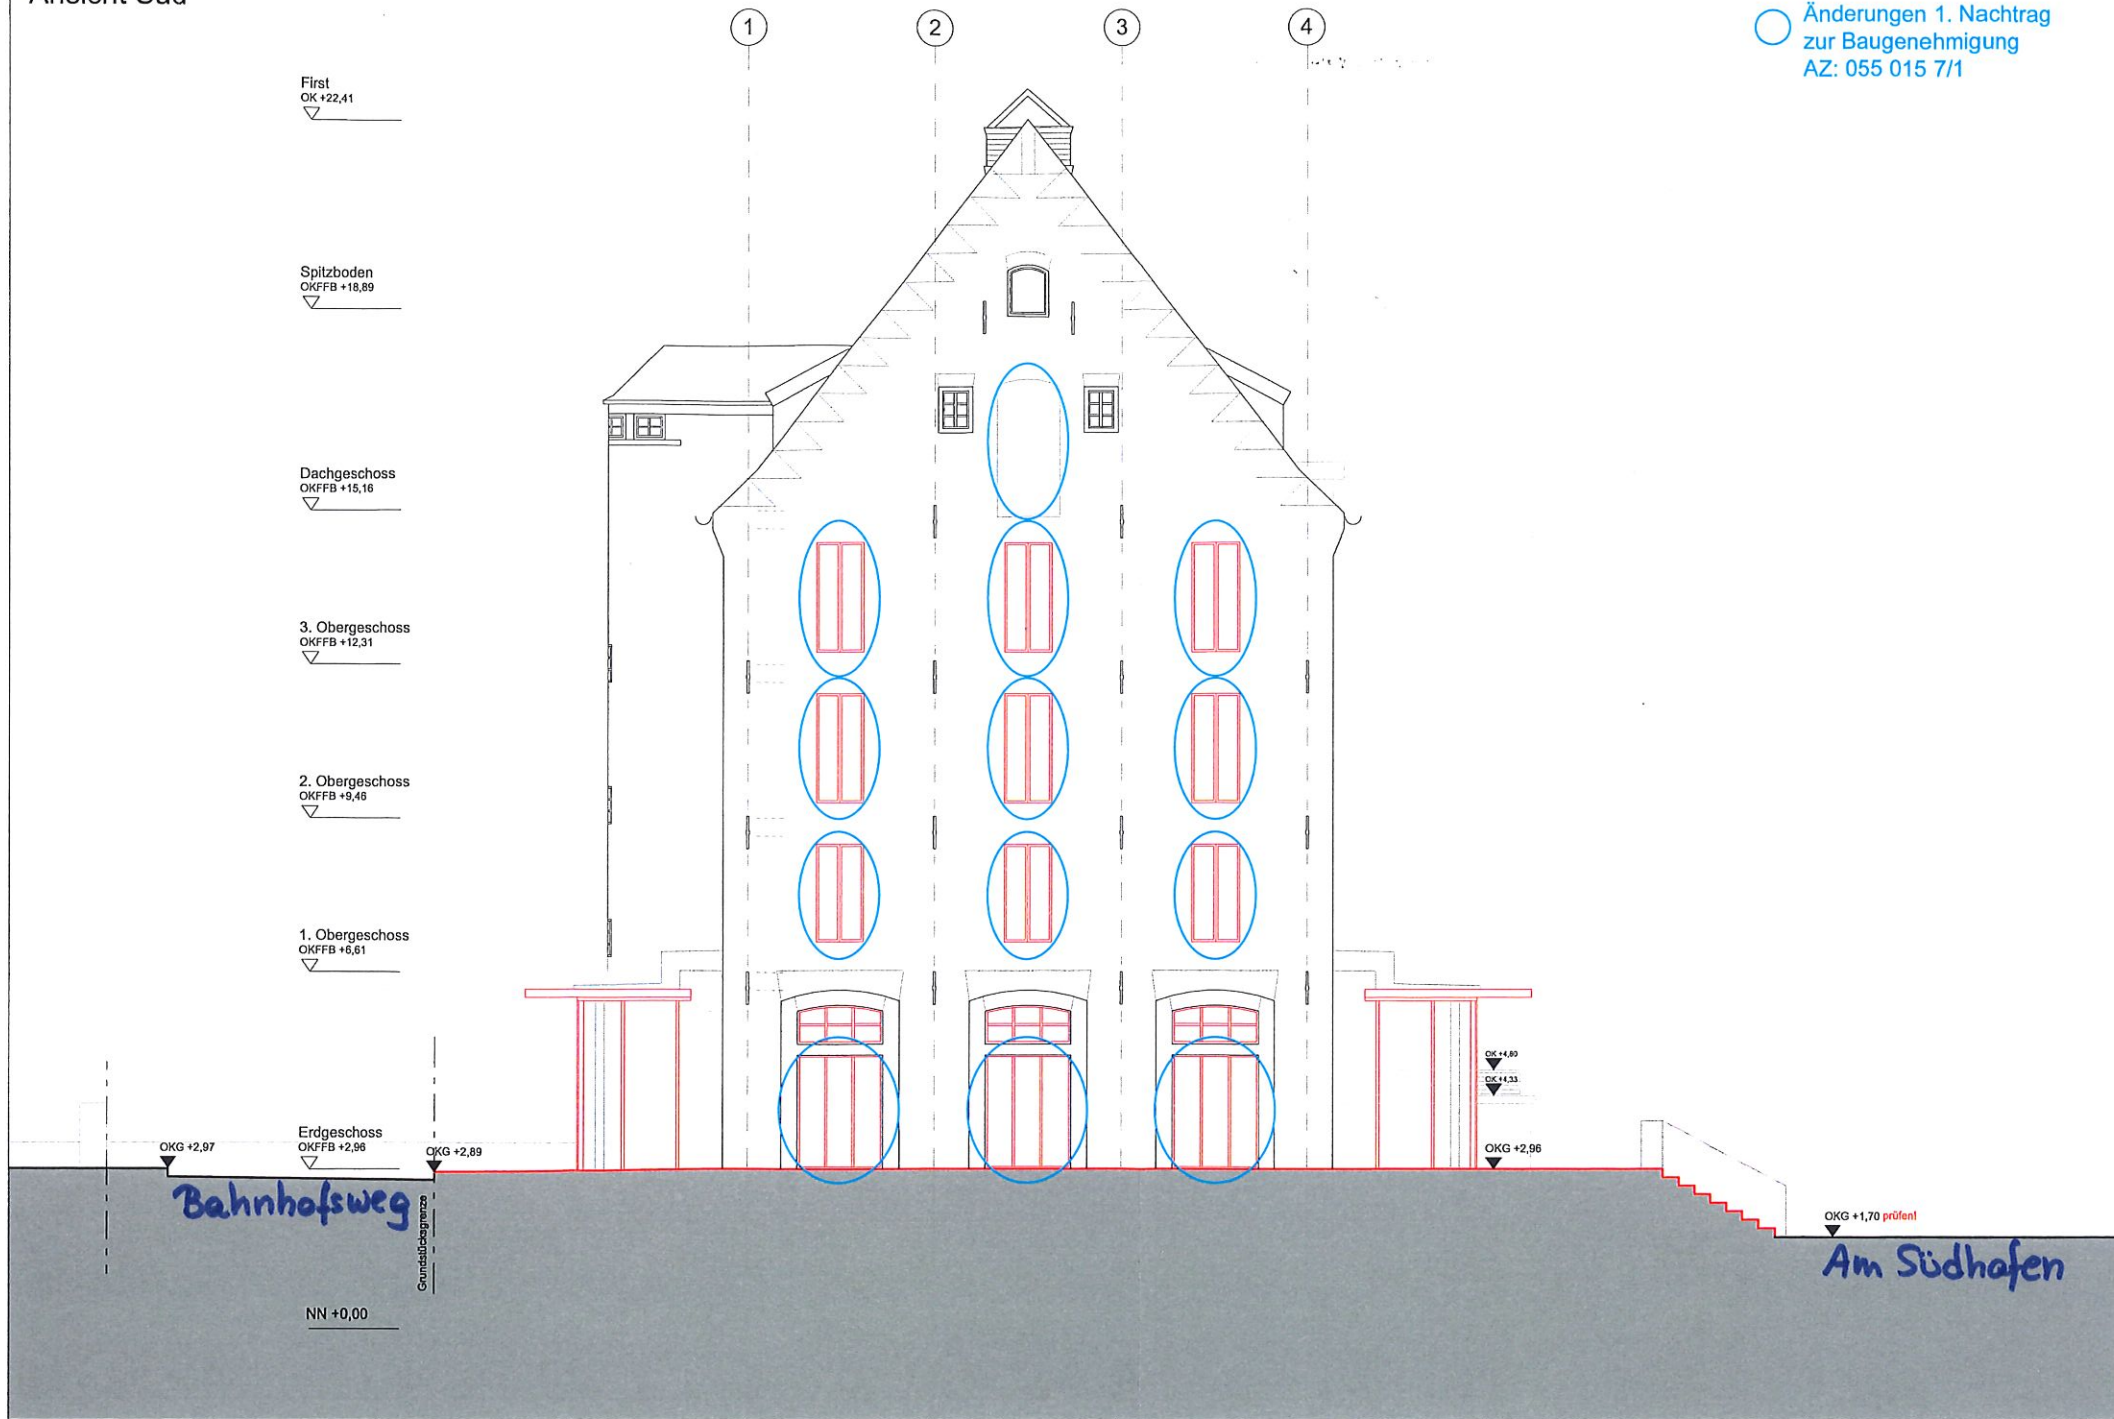 Ansicht Süd
Änderungen 1. Nachtrag
zur Baugenehmigung
AZ: 055 015 7/1
1
2
3
4
First
OK +22,41
Spitzboden
OKFFB +18,89
Dachgeschoss
OKFFB +15,16
3. Obergeschoss
OKFFB +12,31
2. Obergeschoss
OKFFB +9,46
1. Obergeschoss
OKFFB +6,61
OK +4,80
OK +4,33
Erdgeschoss
OKFFB +2,96
OKG +2,97
OKG +2,89
OKG +2,96
Bahnhofsweg
Grundstücksgrenze
OKG +1,70 prüfen!
Am Südhafen
NN +0,00